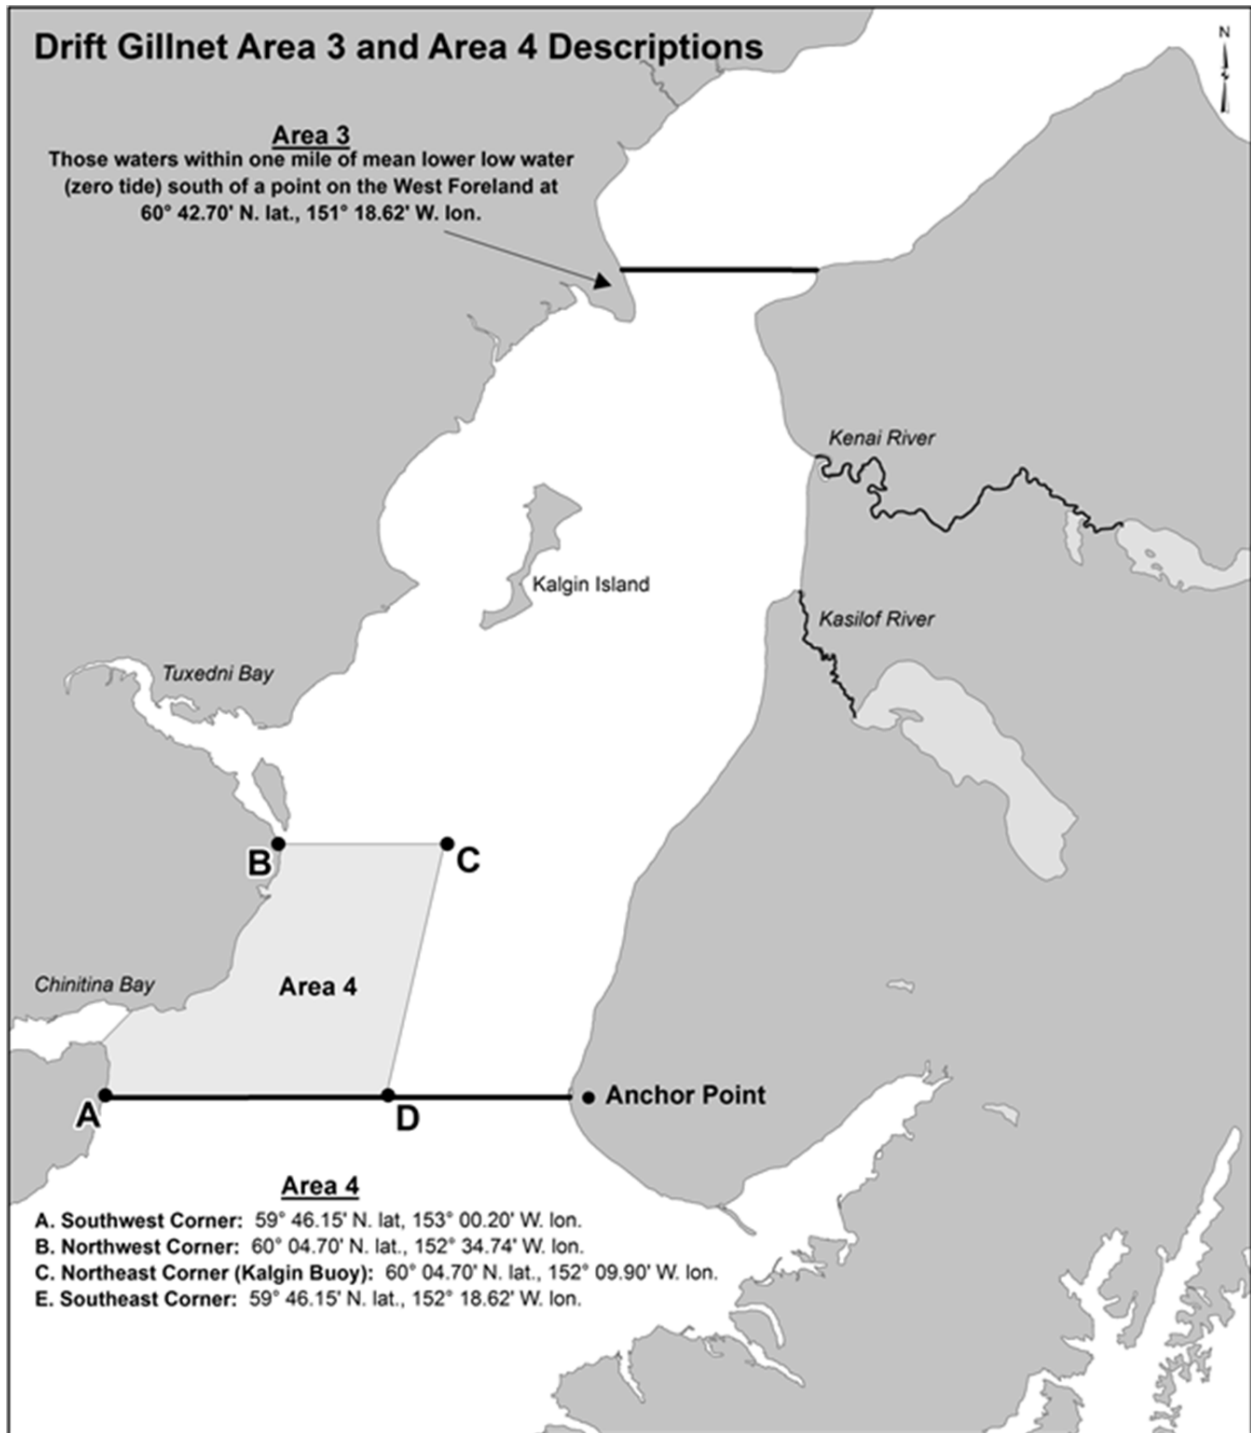 Drift Gillnet Area 3 and Area 4 Descriptions
N
Area 3
Those waters within one mile of mean lower low water
(zero tide) south of a point on the West Foreland at
60° 42.70' N. lat., 151° 18.62' W. lon.
Kenai River
Kalgin Island
Kasilof River
Tuxedni Bay
B
C
Chinitina Bay
Area 4
A
D
Anchor Point
Area 4
A. Southwest Corner: 59° 46.15' N. lat, 153° 00.20' W. lon.
B. Northwest Corner: 60° 04.70' N. lat., 152° 34.74' W. lon.
C. Northeast Corner (Kalgin Buoy): 60° 04.70' N. lat., 152° 09.90' W. lon.
E. Southeast Corner: 59° 46.15' N. lat., 152° 18.62' W. lon.